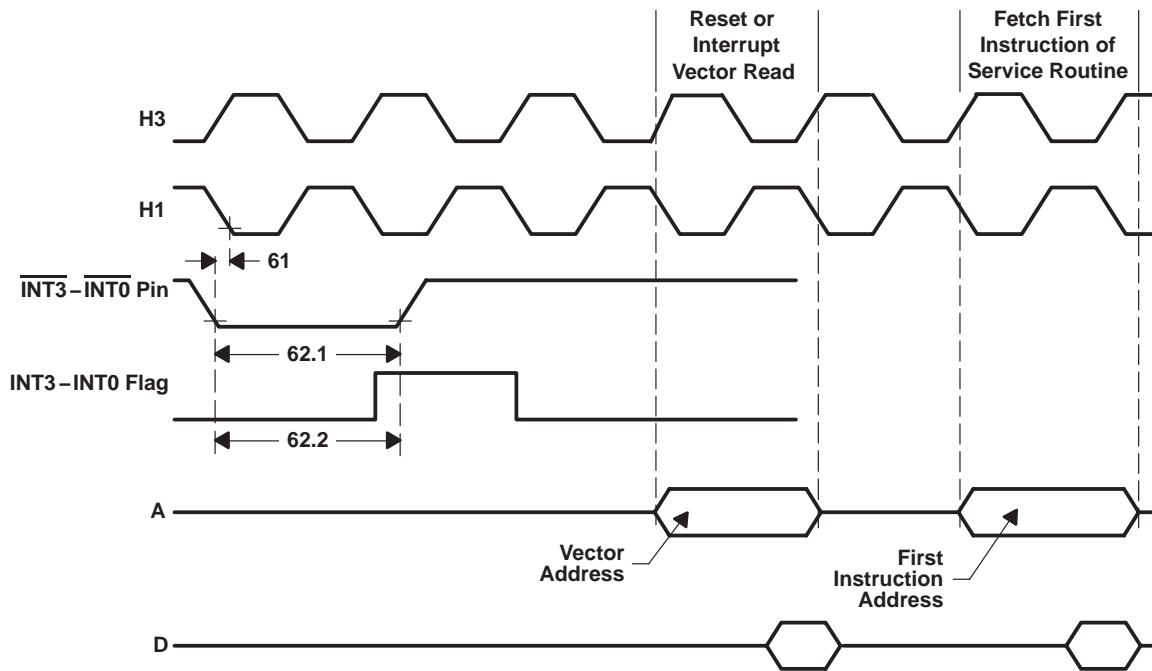 Reset or
Interrupt
Vector Read
Fetch First
Instruction of
Service Routine
H3
H1
61
INT3–INT0 Pin
62.1
INT3–INT0 Flag
62.2
A
Vector
Address
First
Instruction
Address
D